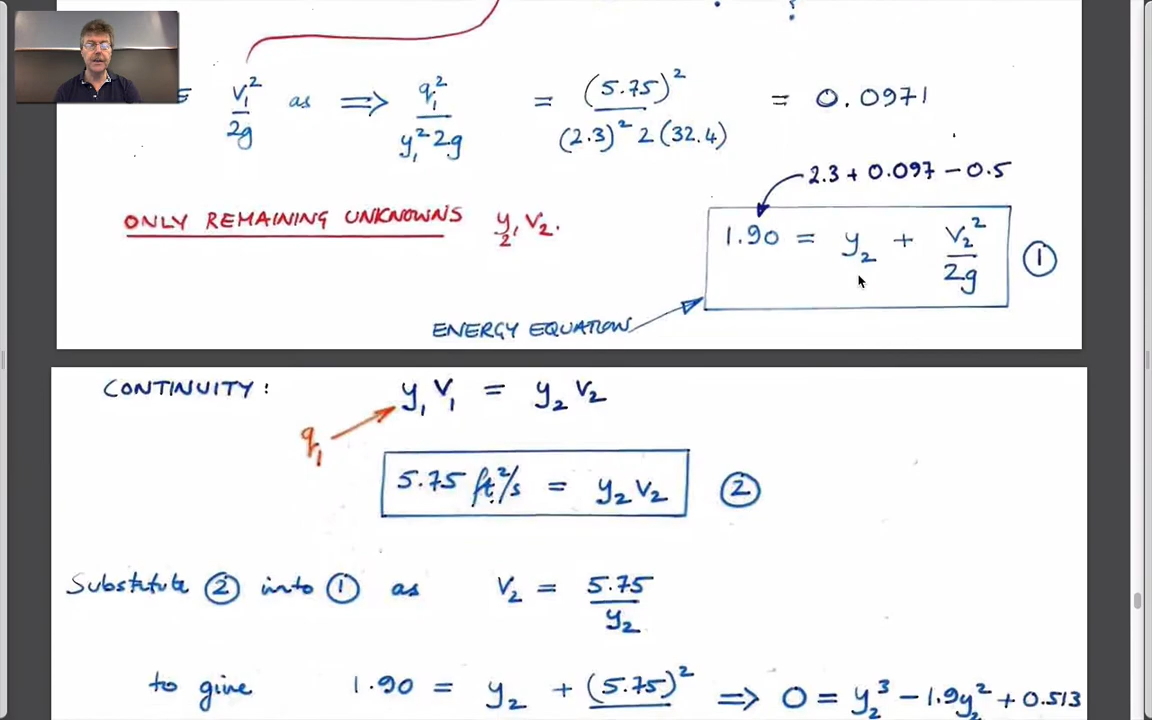 v₁²/2g as ⇒ q₁²/y₁²2g = (5.75)²/(2.3)² 2(32.4) = 0.0971
2.3 + 0.097 - 0.5
ONLY REMAINING UNKNOWNS y₂, v₂.
1.90 = y₂ + v₂²/2g ①
ENERGY EQUATION
CONTINUITY: y₁v₁ = y₂v₂
q₁
5.75 ft²/s = y₂v₂ ②
Substitute ② into ① as v₂ = 5.75/y₂
to give 1.90 = y₂ + (5.75)² ⇒ 0 = y₂³ - 1.9y₂² + 0.513